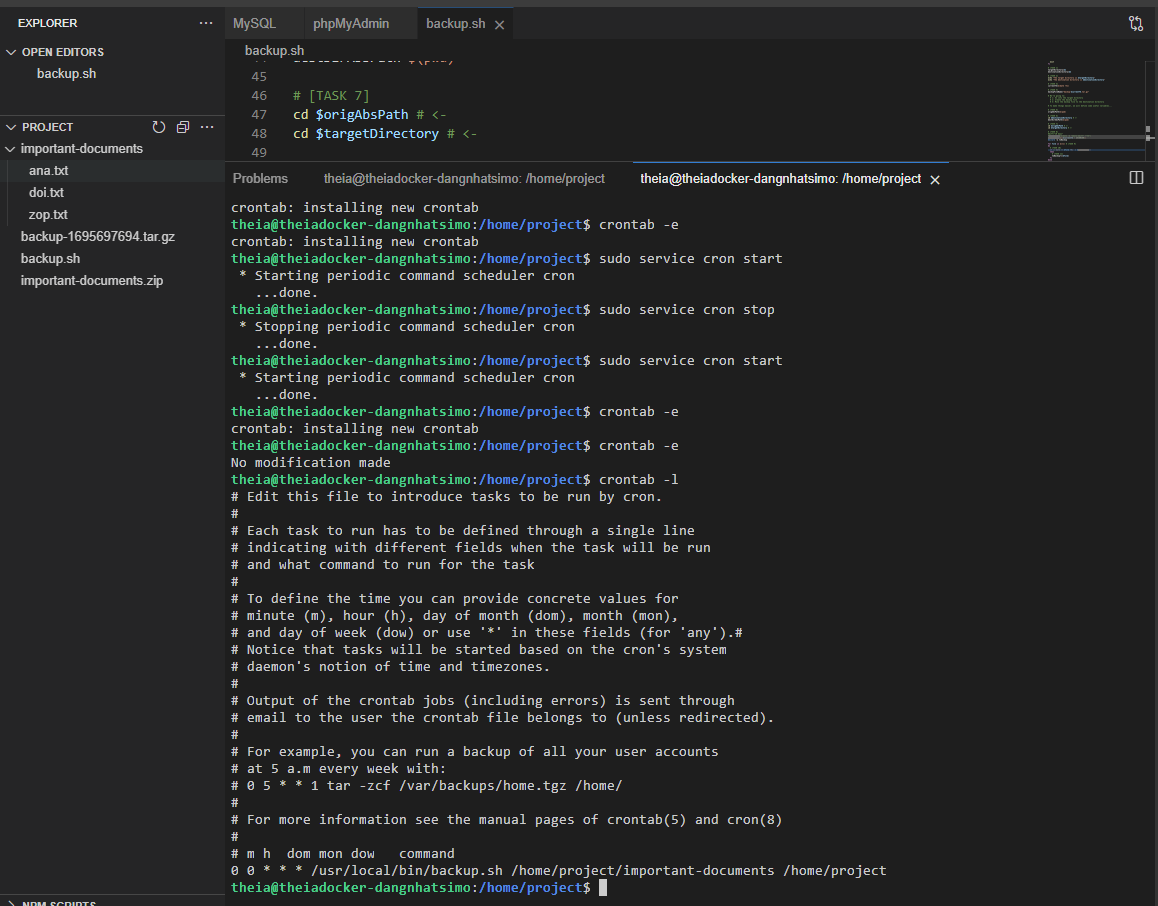 EXPLORER
OPEN EDITORS
backup.sh
PROJECT
important-documents
ana.txt
doi.txt
zop.txt
backup-1695697694.tar.gz
backup.sh
important-documents.zip
NPM SCRIPTS
MySQL
phpMyAdmin
backup.sh
backup.sh
45
46 # [TASK 7]
47 cd $origAbsPath # <-
48 cd $targetDirectory # <-
49
Problems
theia@theiadocker-dangnhatsimo: /home/project
theia@theiadocker-dangnhatsimo: /home/project
crontab: installing new crontab
theia@theiadocker-dangnhatsimo:/home/project$ crontab -e
crontab: installing new crontab
theia@theiadocker-dangnhatsimo:/home/project$ sudo service cron start
* Starting periodic command scheduler cron
...done.
theia@theiadocker-dangnhatsimo:/home/project$ sudo service cron stop
* Stopping periodic command scheduler cron
...done.
theia@theiadocker-dangnhatsimo:/home/project$ sudo service cron start
* Starting periodic command scheduler cron
...done.
theia@theiadocker-dangnhatsimo:/home/project$ crontab -e
crontab: installing new crontab
theia@theiadocker-dangnhatsimo:/home/project$ crontab -e
No modification made
theia@theiadocker-dangnhatsimo:/home/project$ crontab -l
# Edit this file to introduce tasks to be run by cron.
#
# Each task to run has to be defined through a single line
# indicating with different fields when the task will be run
# and what command to run for the task
#
# To define the time you can provide concrete values for
# minute (m), hour (h), day of month (dom), month (mon),
# and day of week (dow) or use '*' in these fields (for 'any').#
# Notice that tasks will be started based on the cron's system
# daemon's notion of time and timezones.
#
# Output of the crontab jobs (including errors) is sent through
# email to the user the crontab file belongs to (unless redirected).
#
# For example, you can run a backup of all your user accounts
# at 5 a.m every week with:
# 0 5 * * 1 tar -zcf /var/backups/home.tgz /home/
#
# For more information see the manual pages of crontab(5) and cron(8)
#
# m h  dom mon dow   command
0 0 * * * /usr/local/bin/backup.sh /home/project/important-documents /home/project
theia@theiadocker-dangnhatsimo:/home/project$